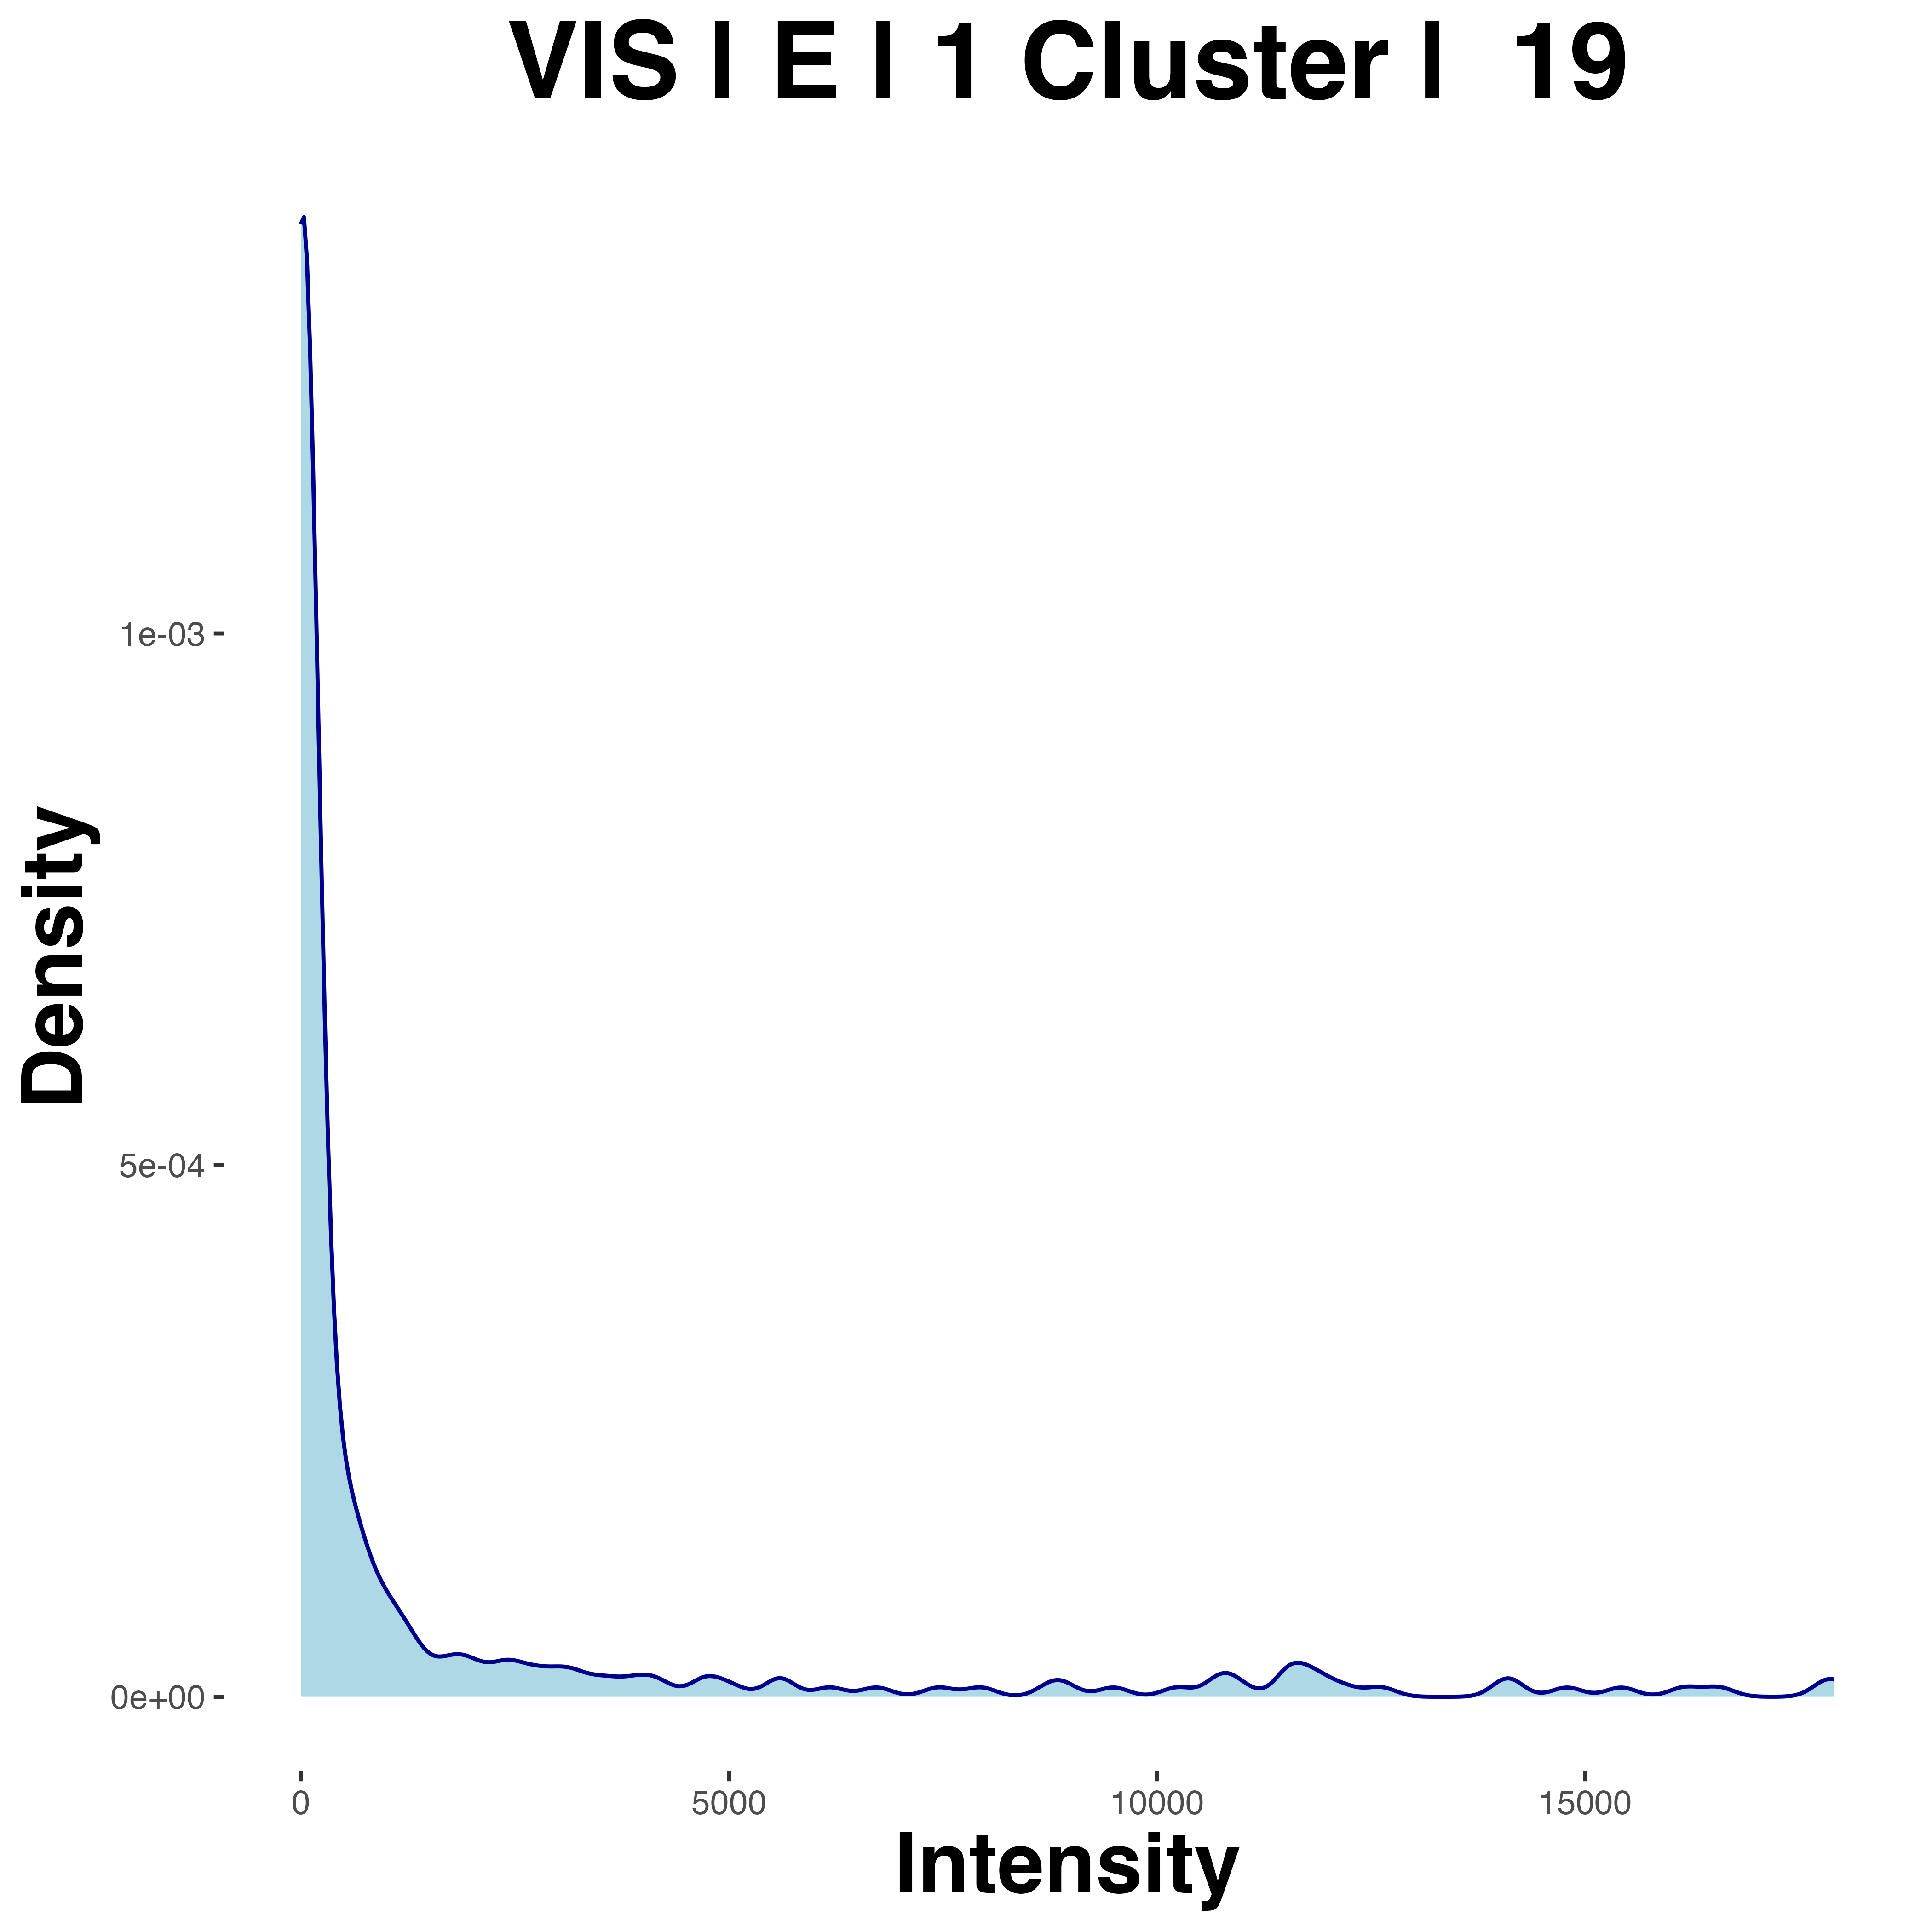 VIS | E | 1 Cluster |  19
Density
1e-03
5e-04
0e+00
0
5000
10000
15000
Intensity